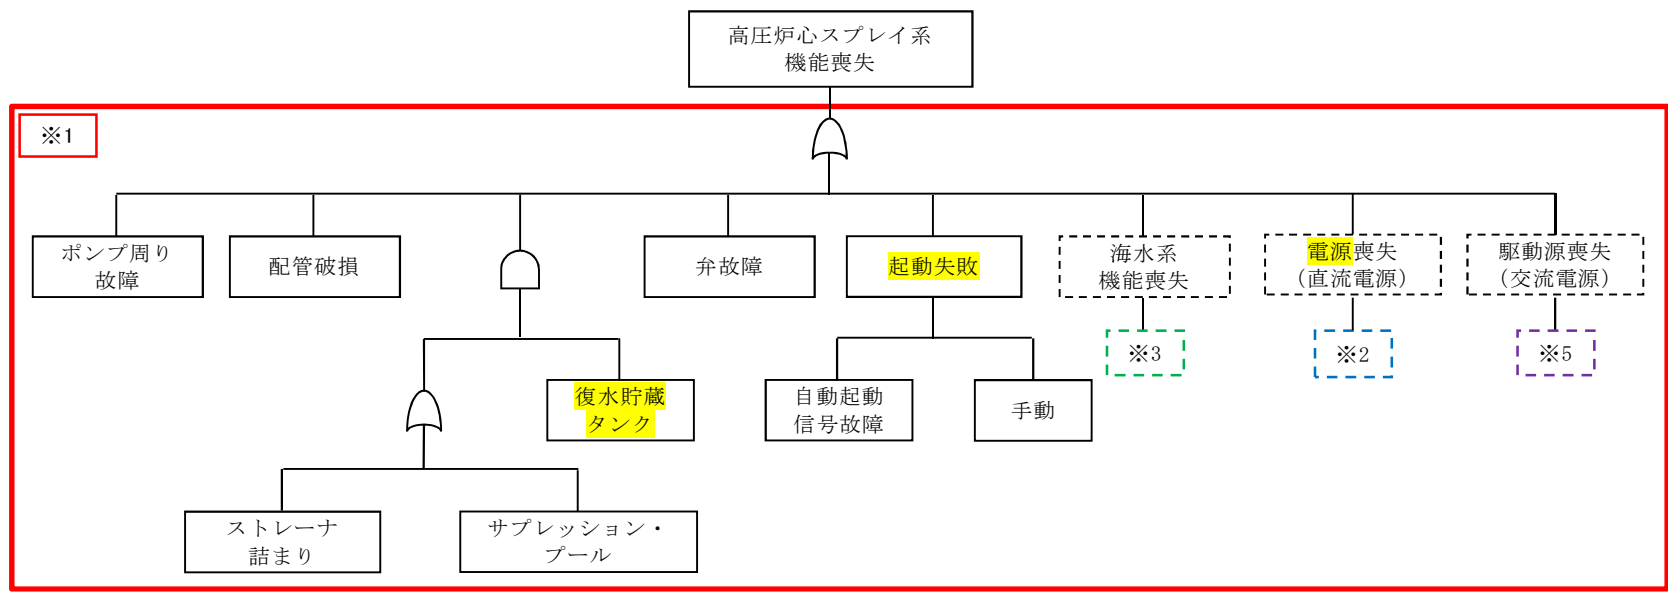 高圧炉心スプレイ系
機能喪失
※1
ポンプ周り
故障
配管破損
弁故障
起動失敗
海水系
機能喪失
電源喪失
（直流電源）
駆動源喪失
（交流電源）
※3
※2
※5
復水貯蔵
タンク
自動起動
信号故障
手動
ストレーナ
詰まり
サプレッション・
プール